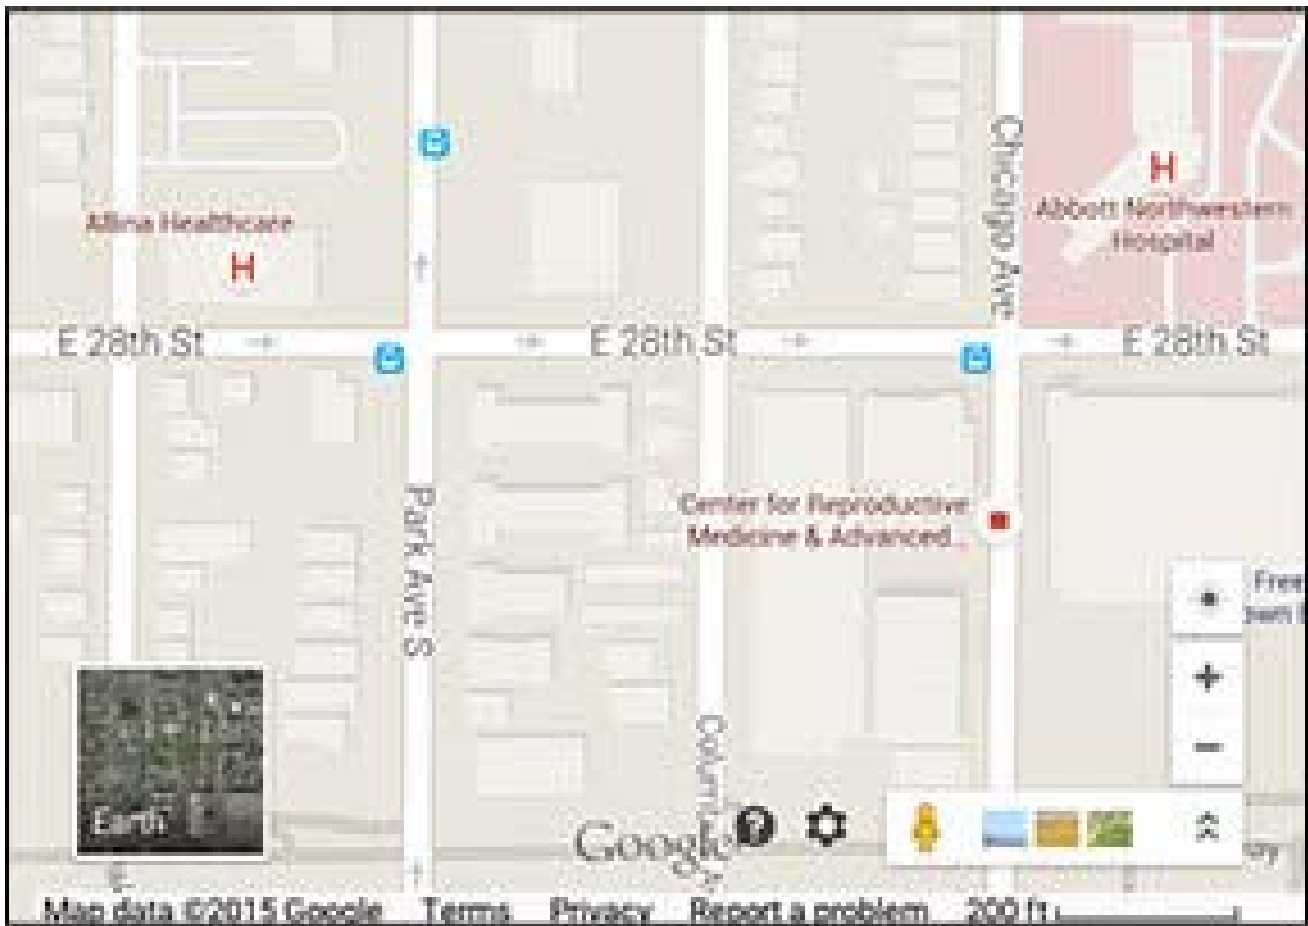 Chicago Ave
H
Abbott Northwestern
Hospital
Allina Healthcare
H
E 28th St
E 28th St
E 28th St
Park Ave S
Center for Reproductive
Medicine & Advanced...
Free
Earth
Google
?
Map data ©2015 Google Terms Privacy Report a problem 200 ft